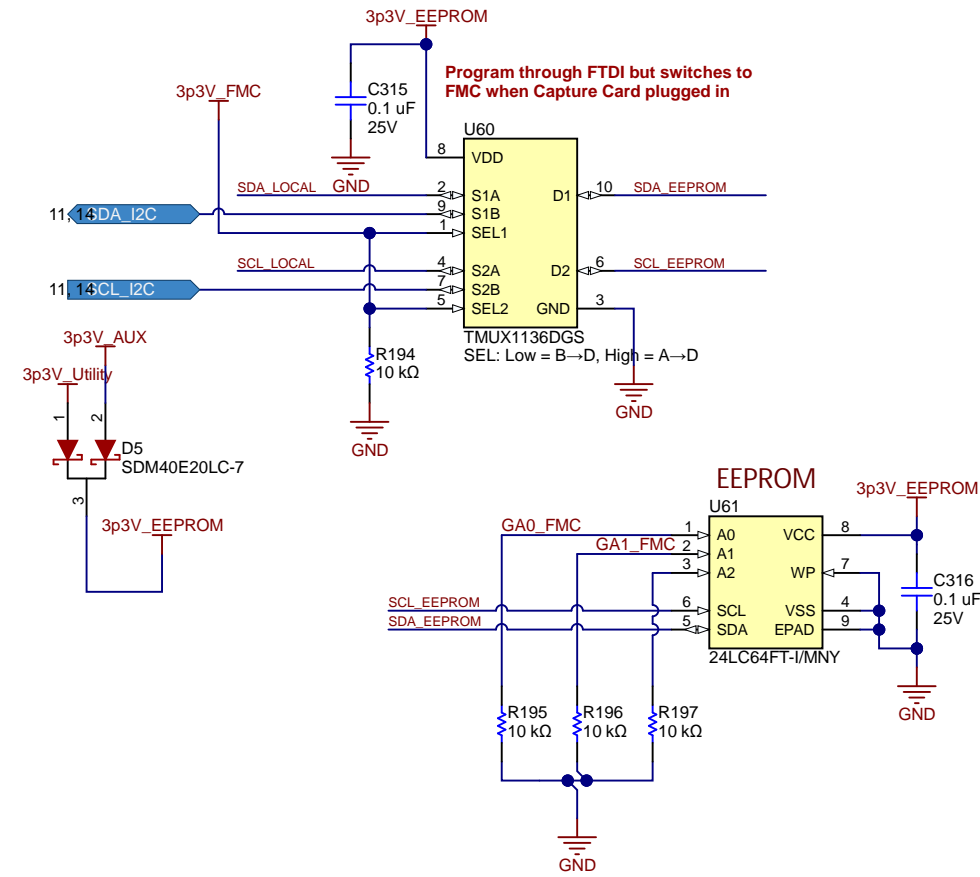 3p3V_EEPROM
Program through FTDI but switches to
FMC when Capture Card plugged in
3p3V_FMC
C315
0.1 uF
25V
GND
U60
8 VDD
SDA_LOCAL 2 S1A D1 10 SDA_EEPROM
11, 14 SDA_I2C 9 S1B
1 SEL1
SCL_LOCAL 4 S2A D2 6 SCL_EEPROM
11, 14 SCL_I2C 7 S2B
5 SEL2 GND 3
TMUX1136DGS
SEL: Low = B→D, High = A→D
R194
10 kΩ
GND
GND
3p3V_AUX
3p3V_Utility
1 2
D5
SDM40E20LC-7
3
3p3V_EEPROM
EEPROM
U61
3p3V_EEPROM
GA0_FMC 1 A0 VCC 8
GA1_FMC 2 A1
3 A2 WP 7
SCL_EEPROM 6 SCL VSS 4
SDA_EEPROM 5 SDA EPAD 9
24LC64FT-I/MNY
C316
0.1 uF
25V
GND
R195
10 kΩ
R196
10 kΩ
R197
10 kΩ
GND